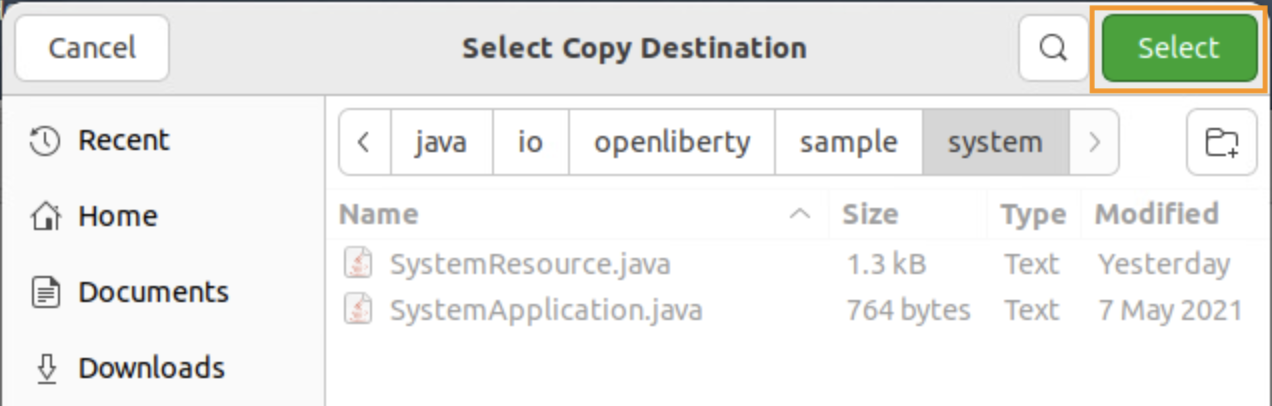 Cancel Select Copy Destination Select
Recent java io openliberty sample system
Home Name Size Type Modified
SystemResource.java 1.3 kB Text Yesterday
Documents SystemApplication.java 764 bytes Text 7 May 2021
Downloads